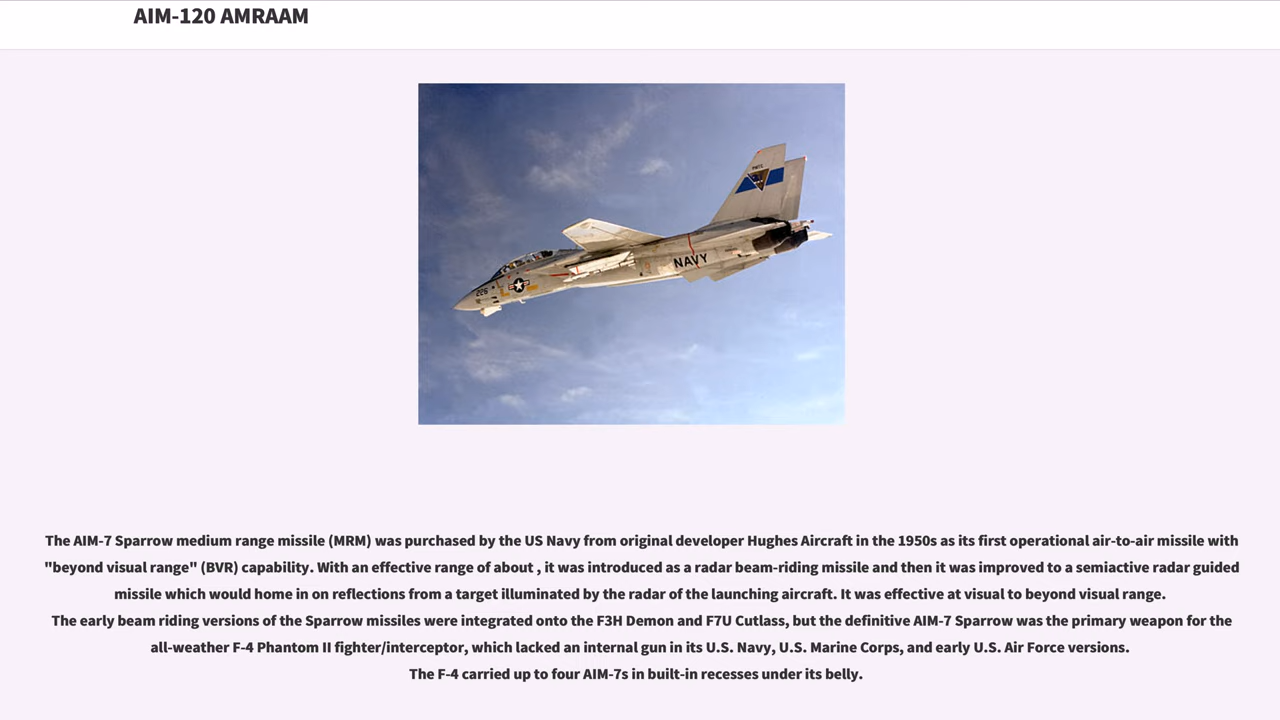 AIM-120 AMRAAM
NAVY
226
The AIM-7 Sparrow medium range missile (MRM) was purchased by the US Navy from original developer Hughes Aircraft in the 1950s as its first operational air-to-air missile with
"beyond visual range" (BVR) capability. With an effective range of about , it was introduced as a radar beam-riding missile and then it was improved to a semiactive radar guided
missile which would home in on reflections from a target illuminated by the radar of the launching aircraft. It was effective at visual to beyond visual range.
The early beam riding versions of the Sparrow missiles were integrated onto the F3H Demon and F7U Cutlass, but the definitive AIM-7 Sparrow was the primary weapon for the
all-weather F-4 Phantom II fighter/interceptor, which lacked an internal gun in its U.S. Navy, U.S. Marine Corps, and early U.S. Air Force versions.
The F-4 carried up to four AIM-7s in built-in recesses under its belly.